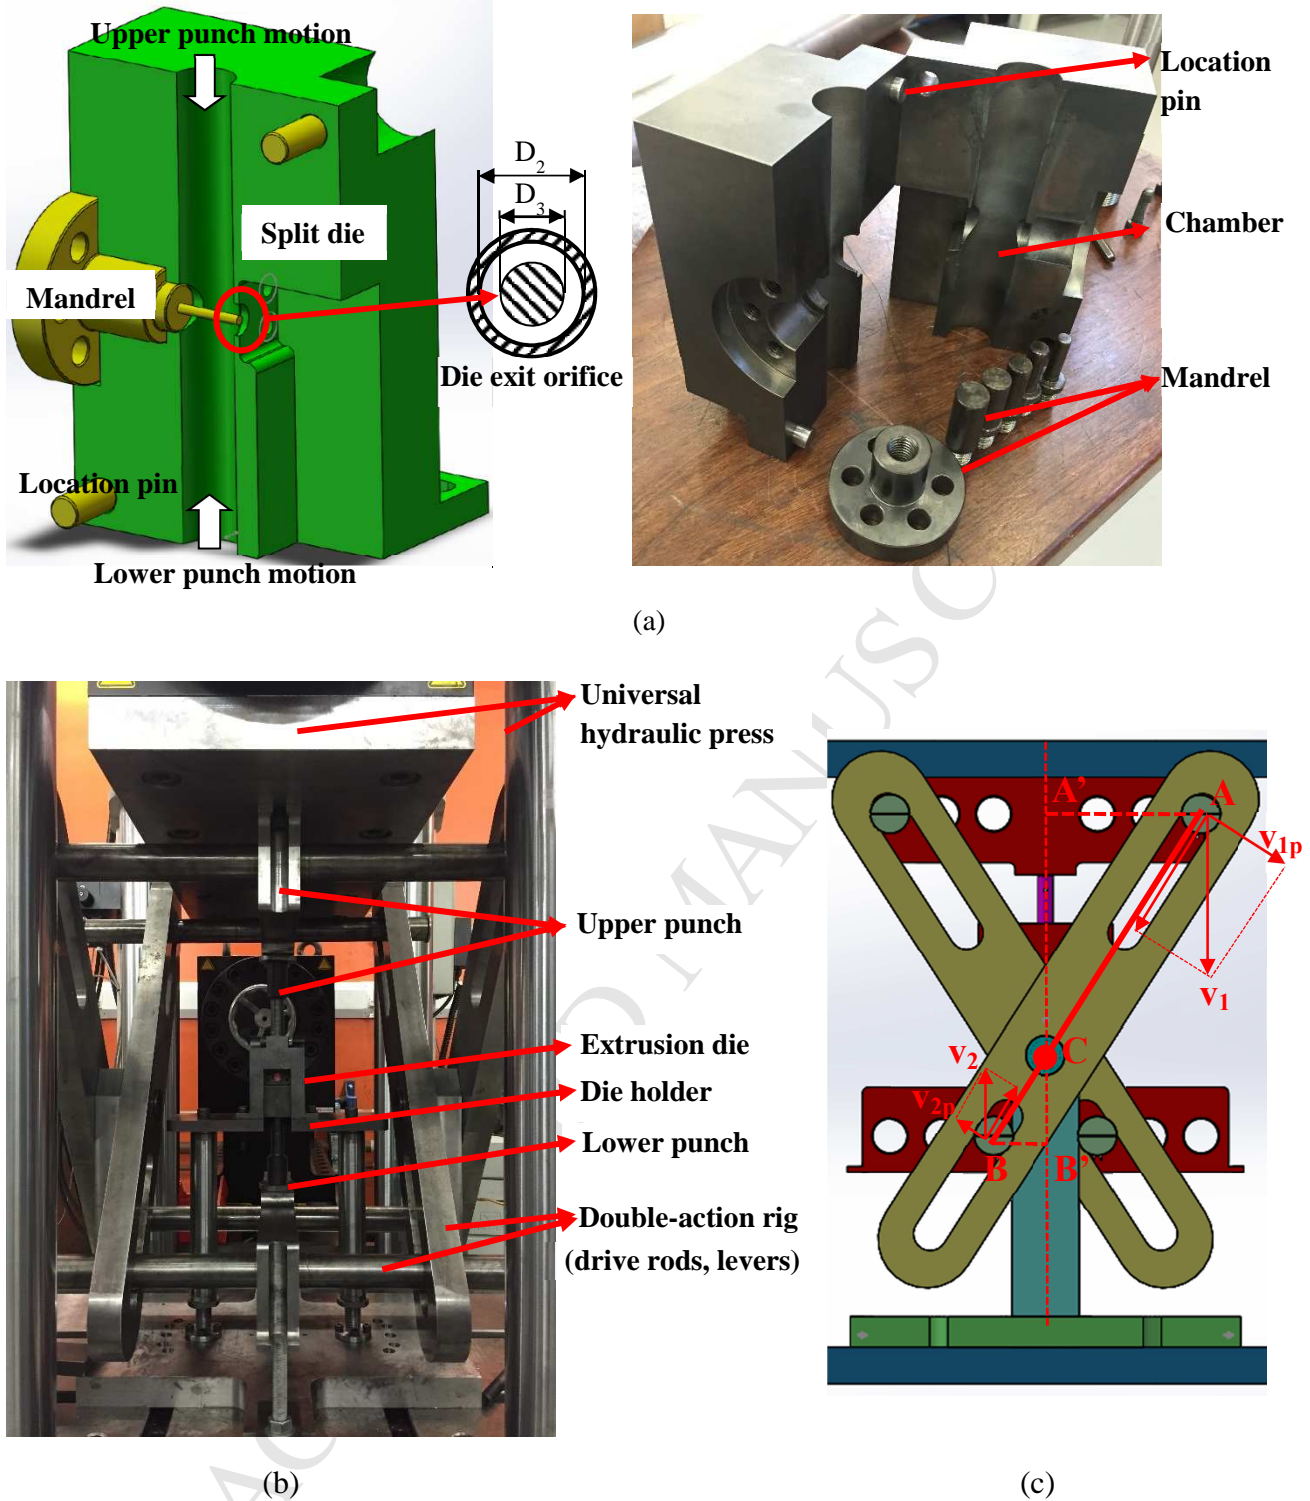 Upper punch motion
Location
pin
D2
D3
Split die
Chamber
Mandrel
Die exit orifice
Mandrel
Location pin
Lower punch motion
(a)
Universal
hydraulic press
A'
A
v1p
Upper punch
v1
Extrusion die
v2
C
Die holder
v2p
Lower punch
B
B'
Double-action rig
(drive rods, levers)
(b)
(c)